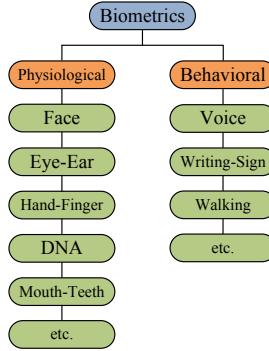 Biometrics
Physiological
Face
Eye-Ear
Hand-Finger
DNA
Mouth-Teeth
etc.
Behavioral
Voice
Writing-Sign
Walking
etc.